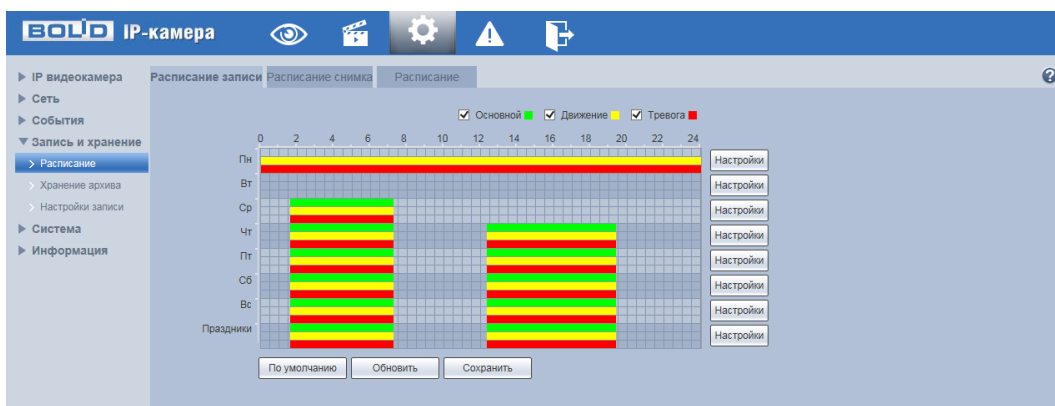 BOLID IP-камера
IP видеокамера
Сеть
События
Запись и хранение
Расписание
Хранение архива
Настройки записи
Система
Информация
Расписание записи Расписание снимка Расписание
?
Основной Движение Тревога
0 2 4 6 8 10 12 14 16 18 20 22 24
Пн Настройки
Вт Настройки
Ср Настройки
Чт Настройки
Пт Настройки
Сб Настройки
Вс Настройки
Праздники Настройки
По умолчанию Обновить Сохранить